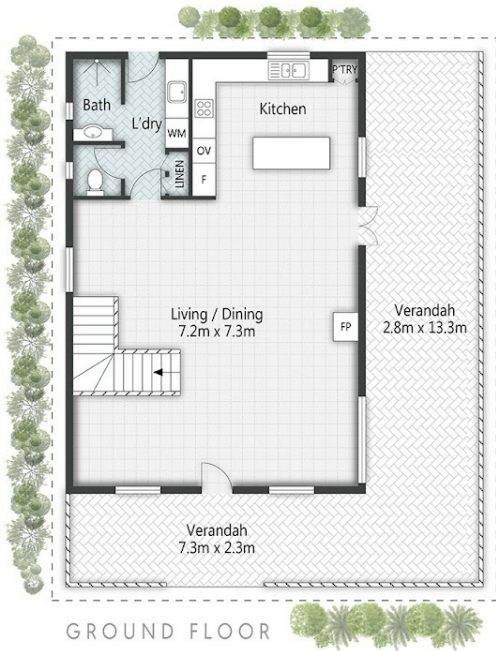 P'TRY
Bath
Kitchen
L'dry
WM
OV
LINEN
F
Living / Dining
7.2m x 7.3m
FP
Verandah
2.8m x 13.3m
Verandah
7.3m x 2.3m
GROUND FLOOR